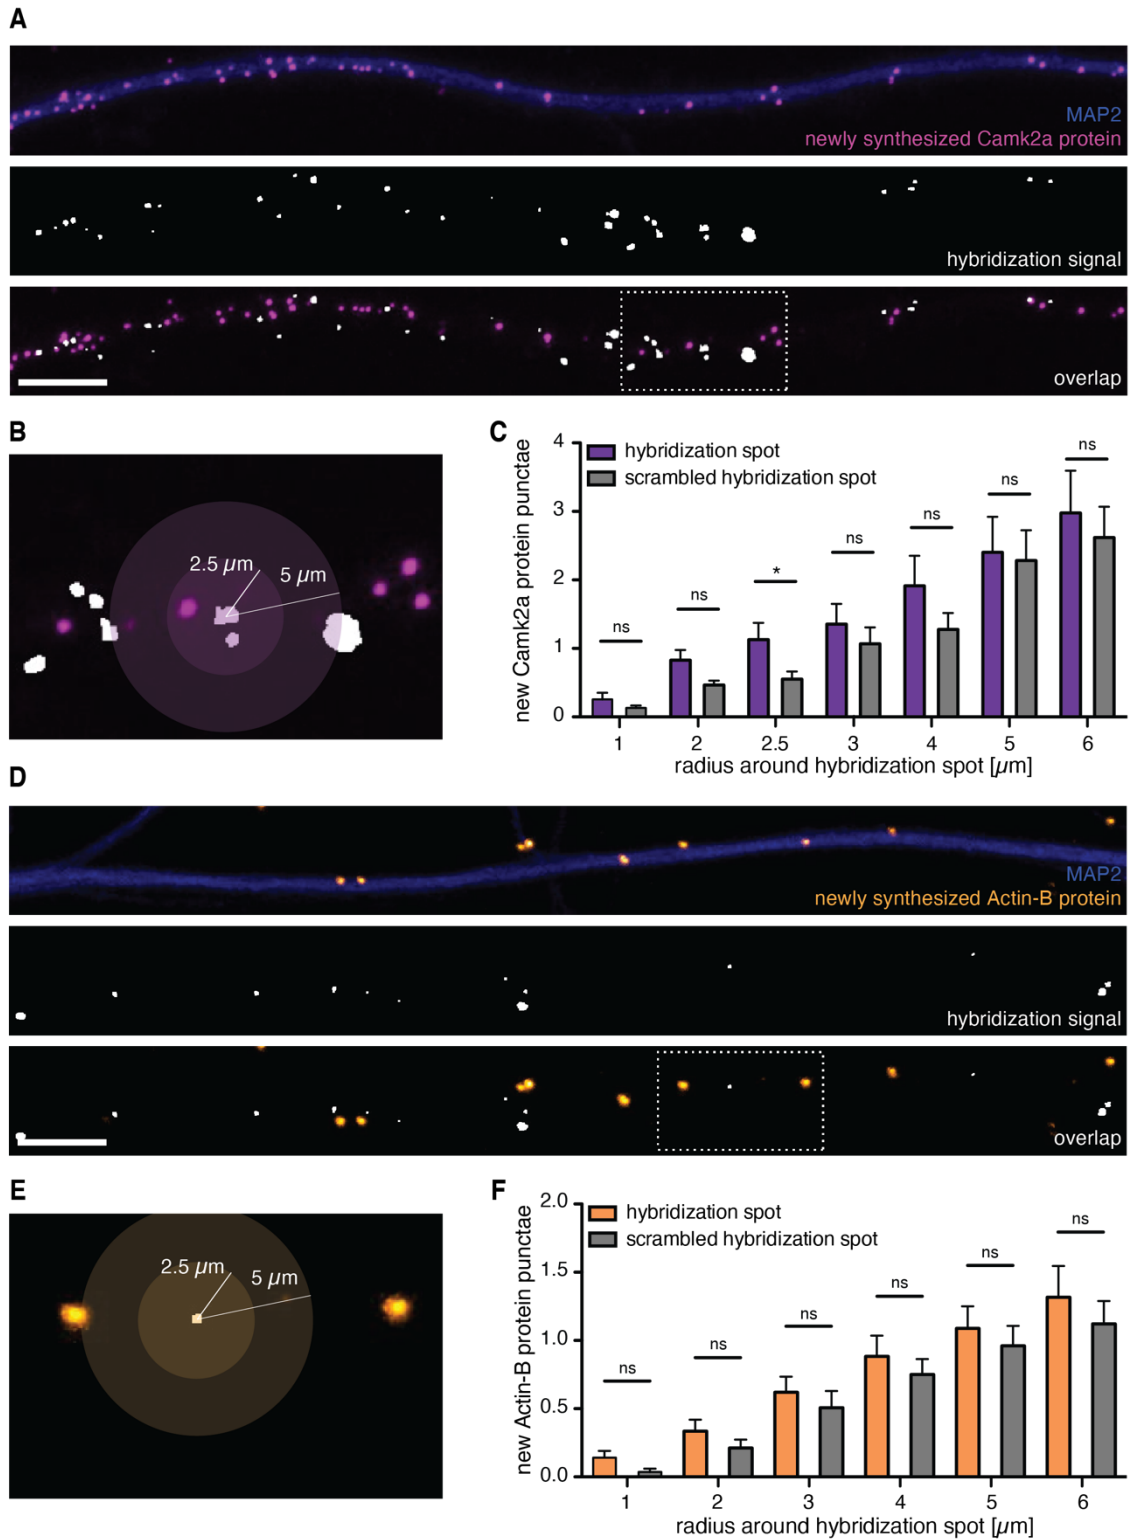 A
MAP2
newly synthesized Camk2a protein
hybridization signal
overlap
B
2.5 µm
5 µm
C
new Camk2a protein punctae
4
3
2
1
0
hybridization spot
scrambled hybridization spot
ns
ns
*
ns
ns
ns
ns
1 2 2.5 3 4 5 6
radius around hybridization spot [µm]
D
MAP2
newly synthesized Actin-B protein
hybridization signal
overlap
E
2.5 µm
5 µm
F
new Actin-B protein punctae
2.0
1.5
1.0
0.5
0.0
hybridization spot
scrambled hybridization spot
ns
ns
ns
ns
ns
ns
1 2 3 4 5 6
radius around hybridization spot [µm]